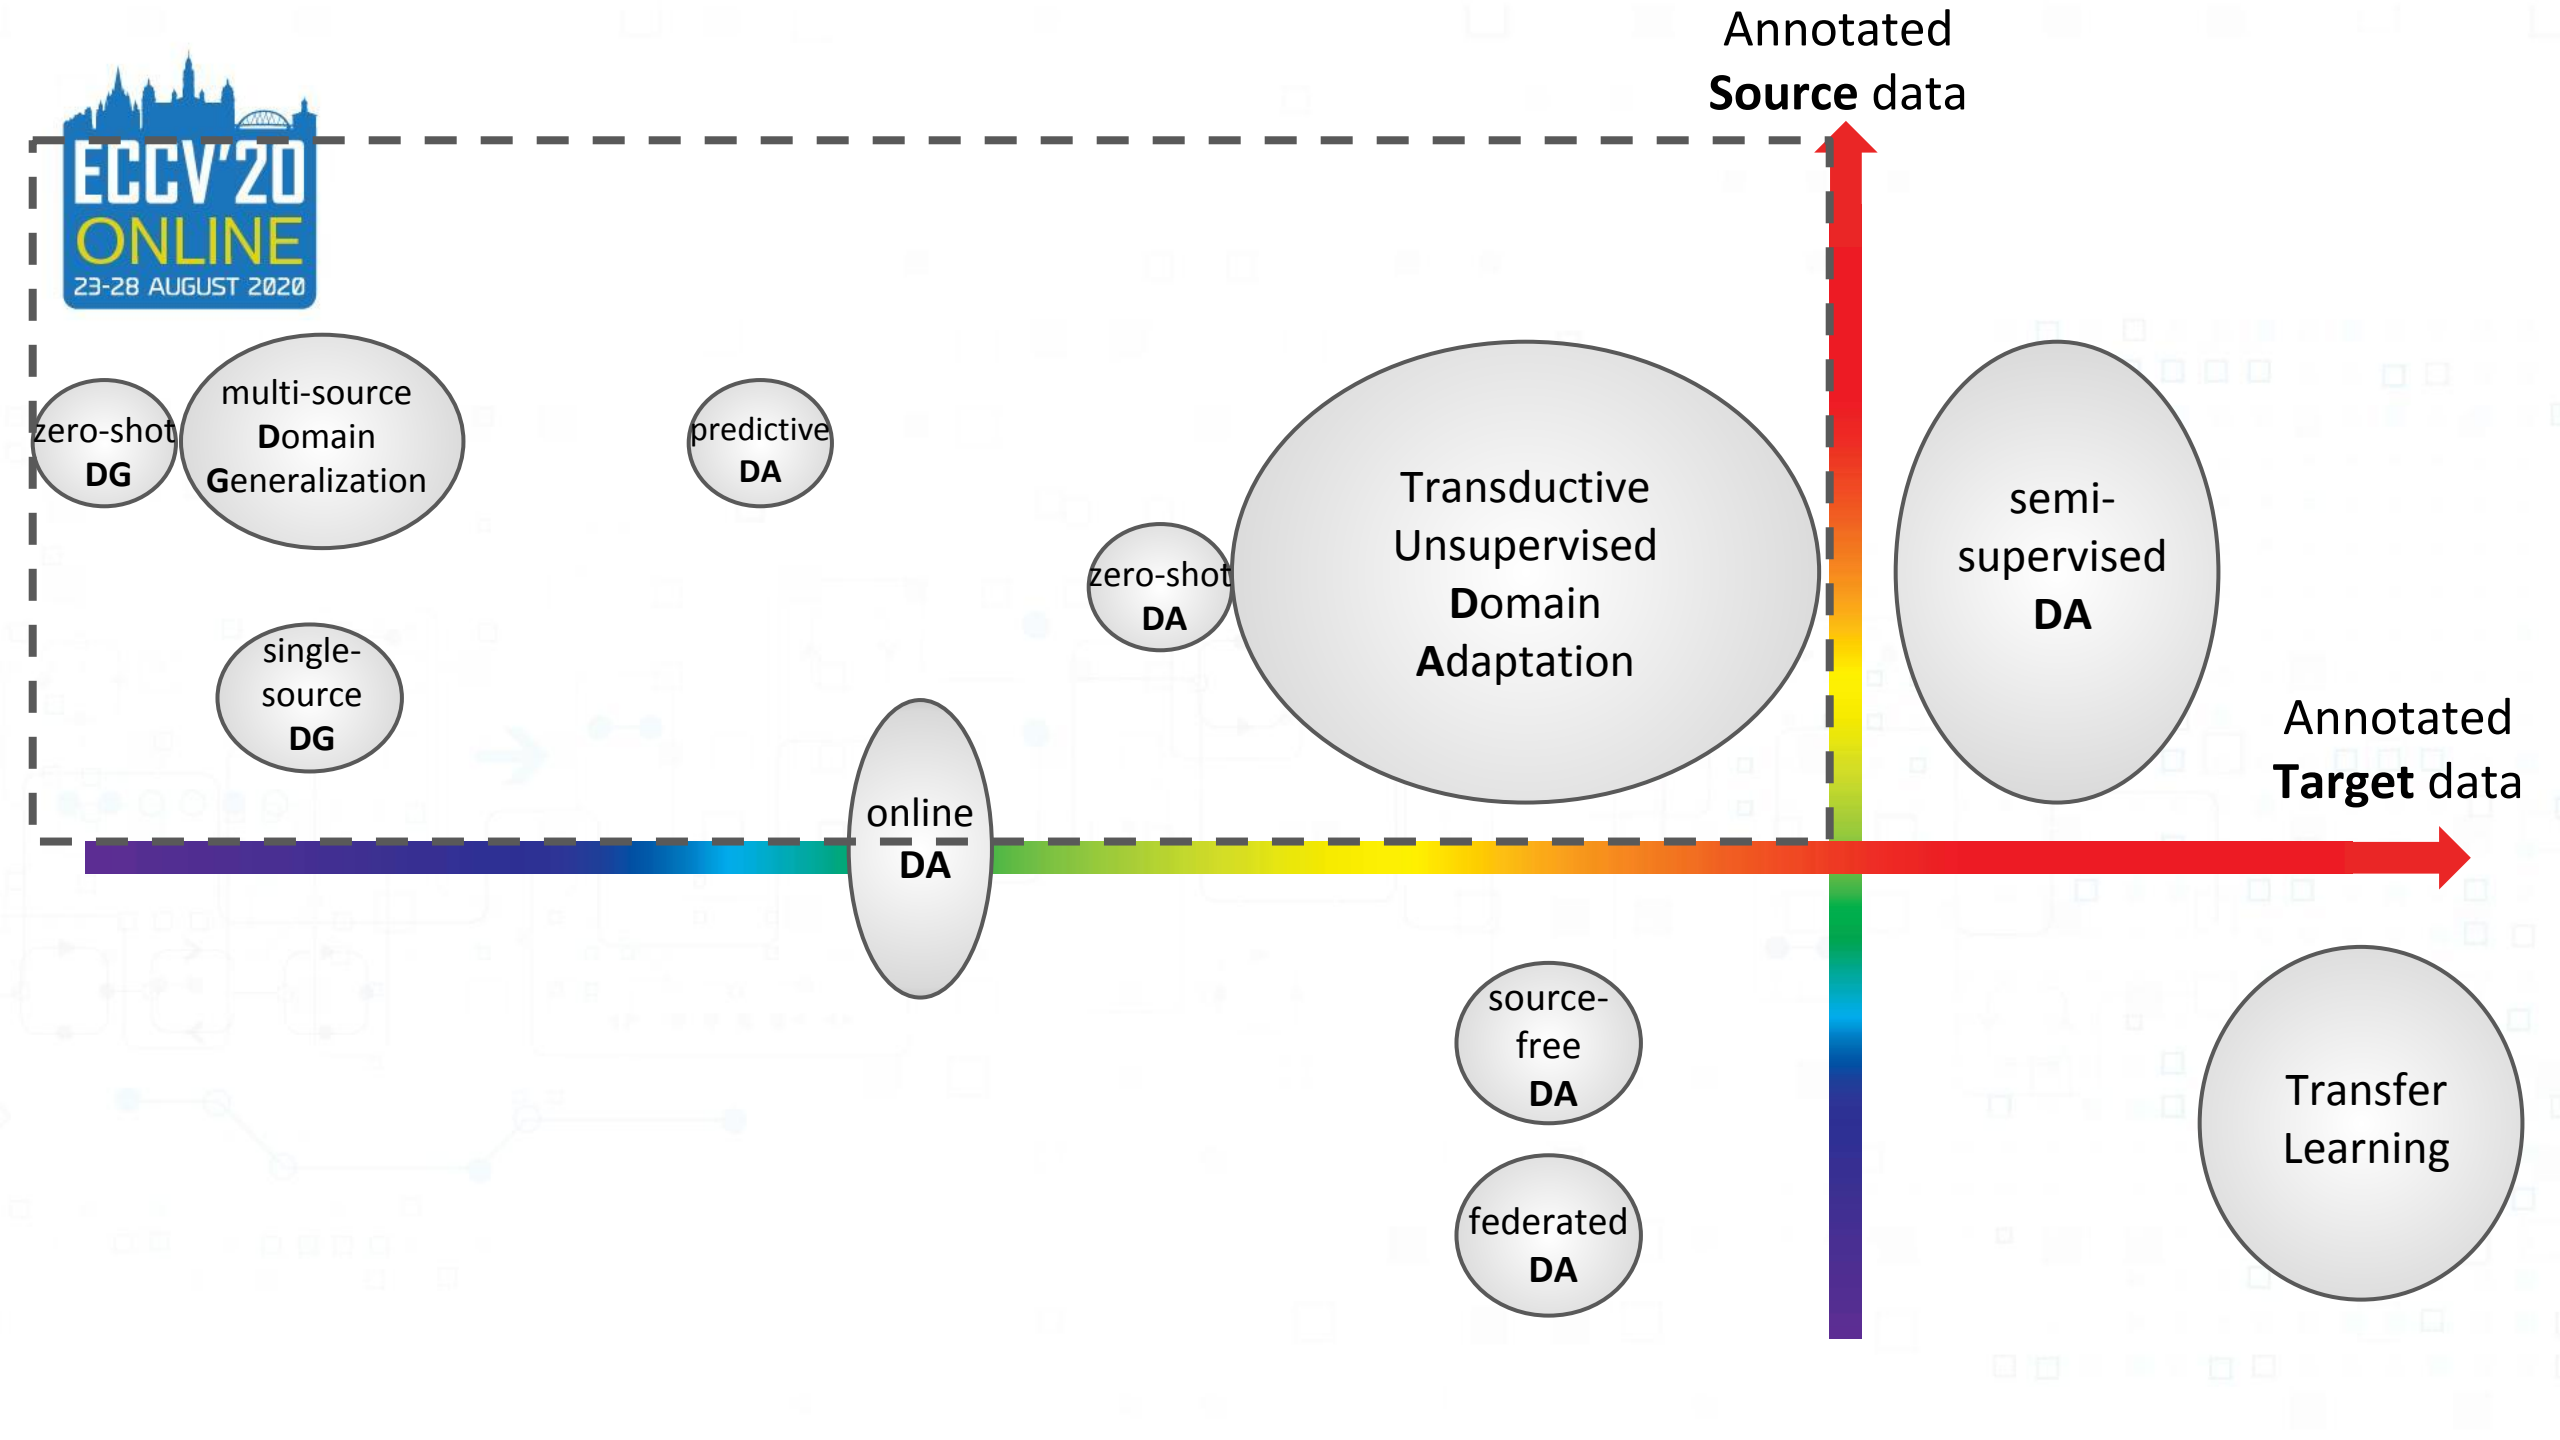 Annotated
Source data
ECCV'20
ONLINE
23-28 AUGUST 2020
zero-shot
DG
multi-source
Domain
Generalization
predictive
DA
Transductive
Unsupervised
Domain
Adaptation
semi-
supervised
DA
zero-shot
DA
single-
source
DG
Annotated
Target data
online
DA
source-
free
DA
federated
DA
Transfer
Learning